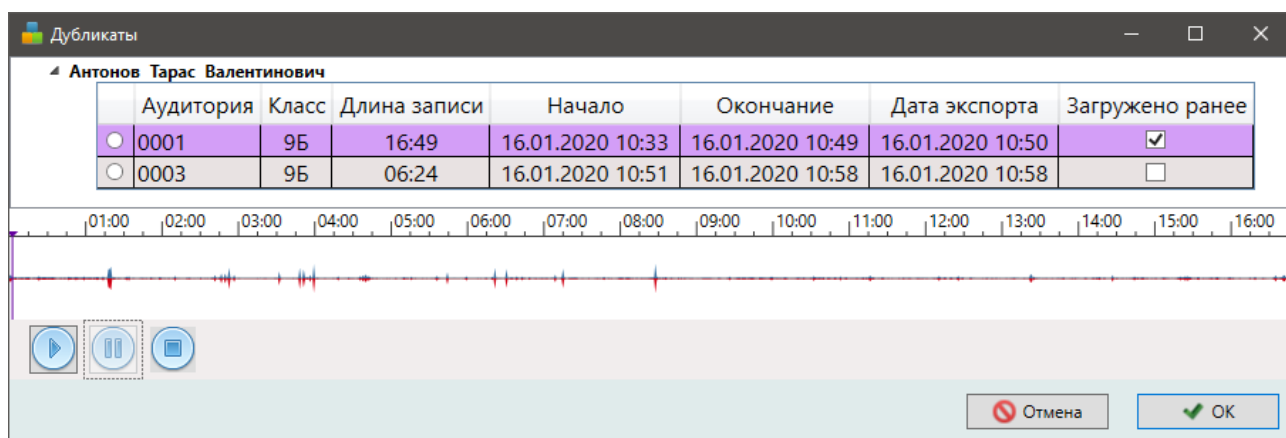 Дубликаты
Антонов Тарас Валентинович
Аудитория Класс Длина записи Начало Окончание Дата экспорта Загружено ранее
0001 9Б 16:49 16.01.2020 10:33 16.01.2020 10:49 16.01.2020 10:50
0003 9Б 06:24 16.01.2020 10:51 16.01.2020 10:58 16.01.2020 10:58
01:00 02:00 03:00 04:00 05:00 06:00 07:00 08:00 09:00 10:00 11:00 12:00 13:00 14:00 15:00 16:00
Отмена OK